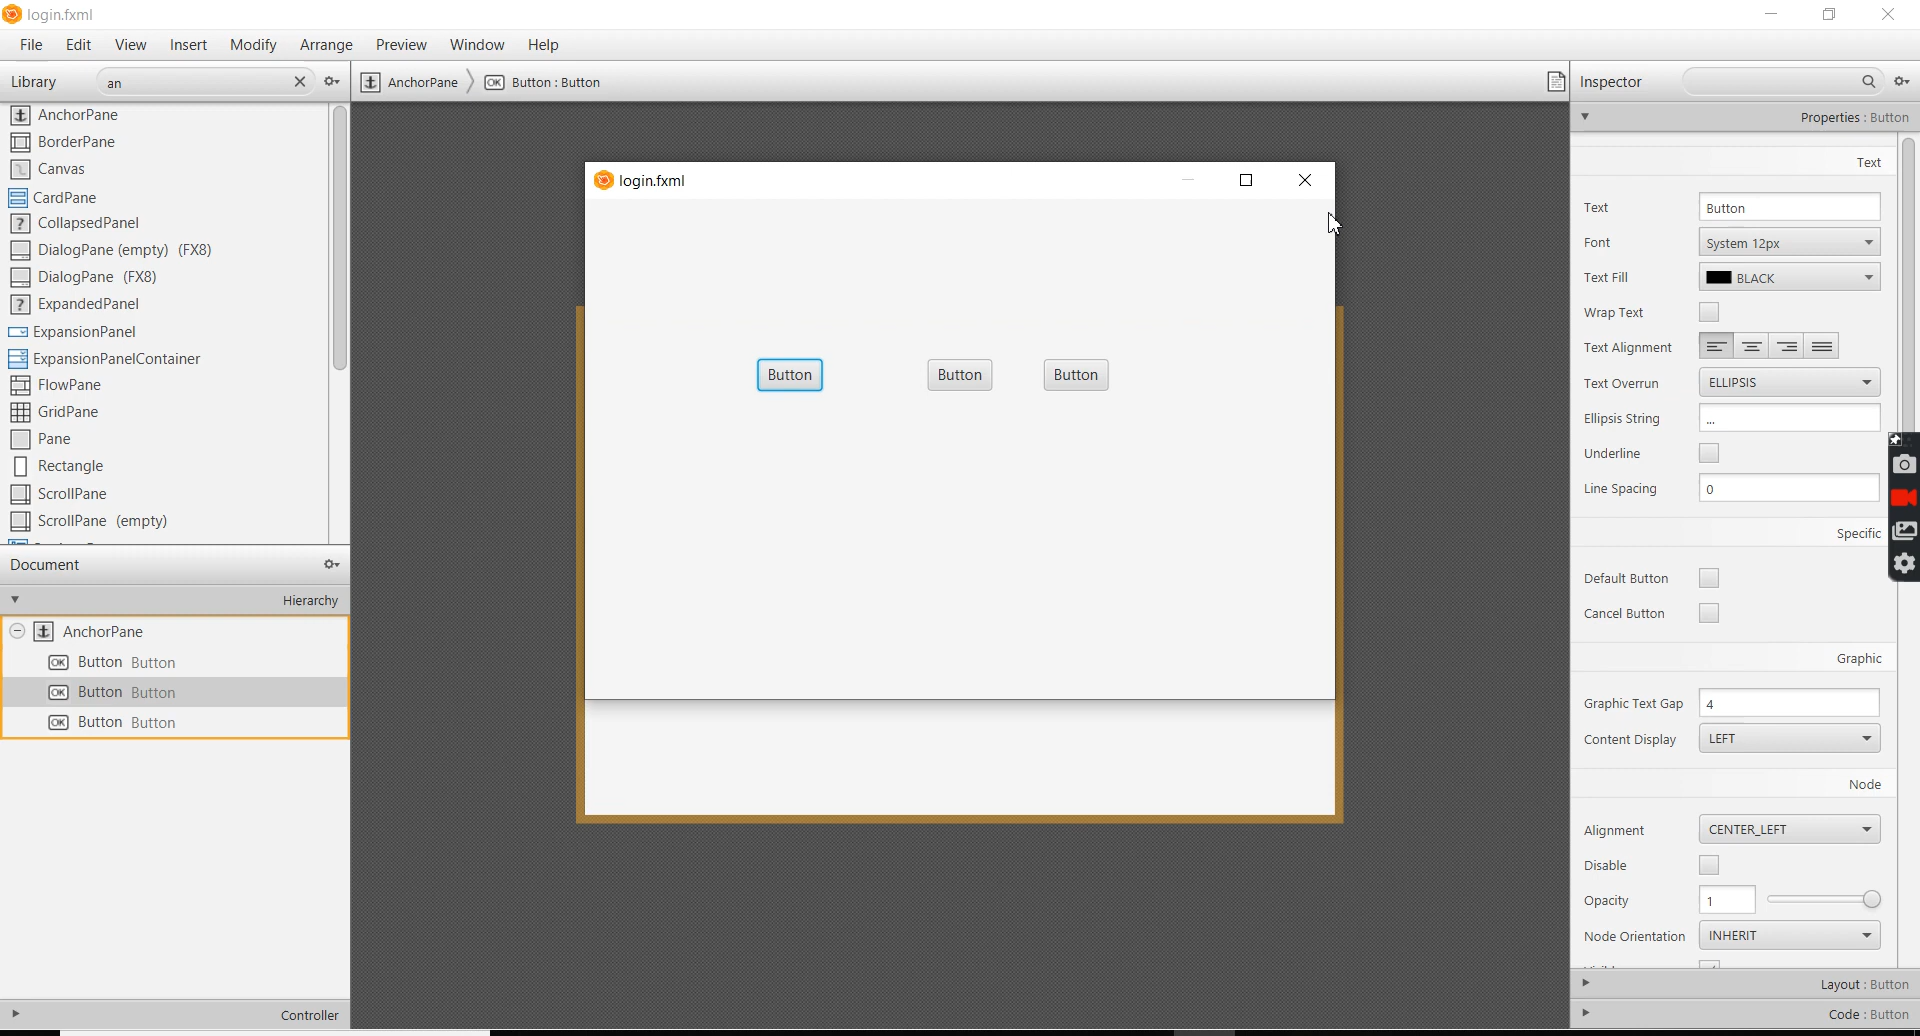 login.fxml
File Edit View Insert Modify Arrange Preview Window Help
Library an
AnchorPane Button : Button
Inspector
AnchorPane
BorderPane
Canvas
CardPane
CollapsedPanel
DialogPane (empty) (FX8)
DialogPane (FX8)
ExpandedPanel
ExpansionPanel
ExpansionPanelContainer
FlowPane
GridPane
Pane
Rectangle
ScrollPane
ScrollPane (empty)
Document
Hierarchy
AnchorPane
OK Button Button
OK Button Button
OK Button Button
Controller
login.fxml
Button Button Button
Properties : Button
Text
Text Button
Font System 12px
Text Fill BLACK
Wrap Text
Text Alignment
Text Overrun ELLIPSIS
Ellipsis String ...
Underline
Line Spacing 0
Specific
Default Button
Cancel Button
Graphic
Graphic Text Gap 4
Content Display LEFT
Node
Alignment CENTER_LEFT
Disable
Opacity 1
Node Orientation INHERIT
Layout : Button
Code : Button